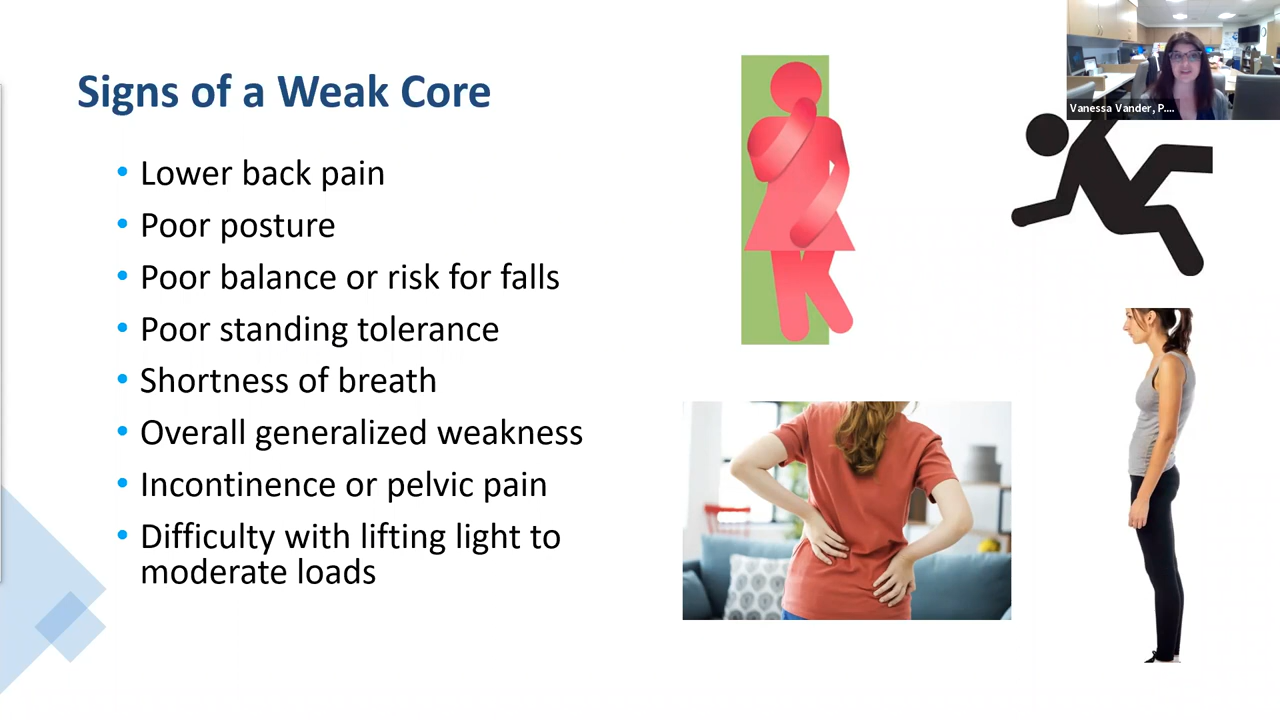 Signs of a Weak Core
• Lower back pain
• Poor posture
• Poor balance or risk for falls
• Poor standing tolerance
• Shortness of breath
• Overall generalized weakness
• Incontinence or pelvic pain
• Difficulty with lifting light to
moderate loads
Vanessa Vander, P....